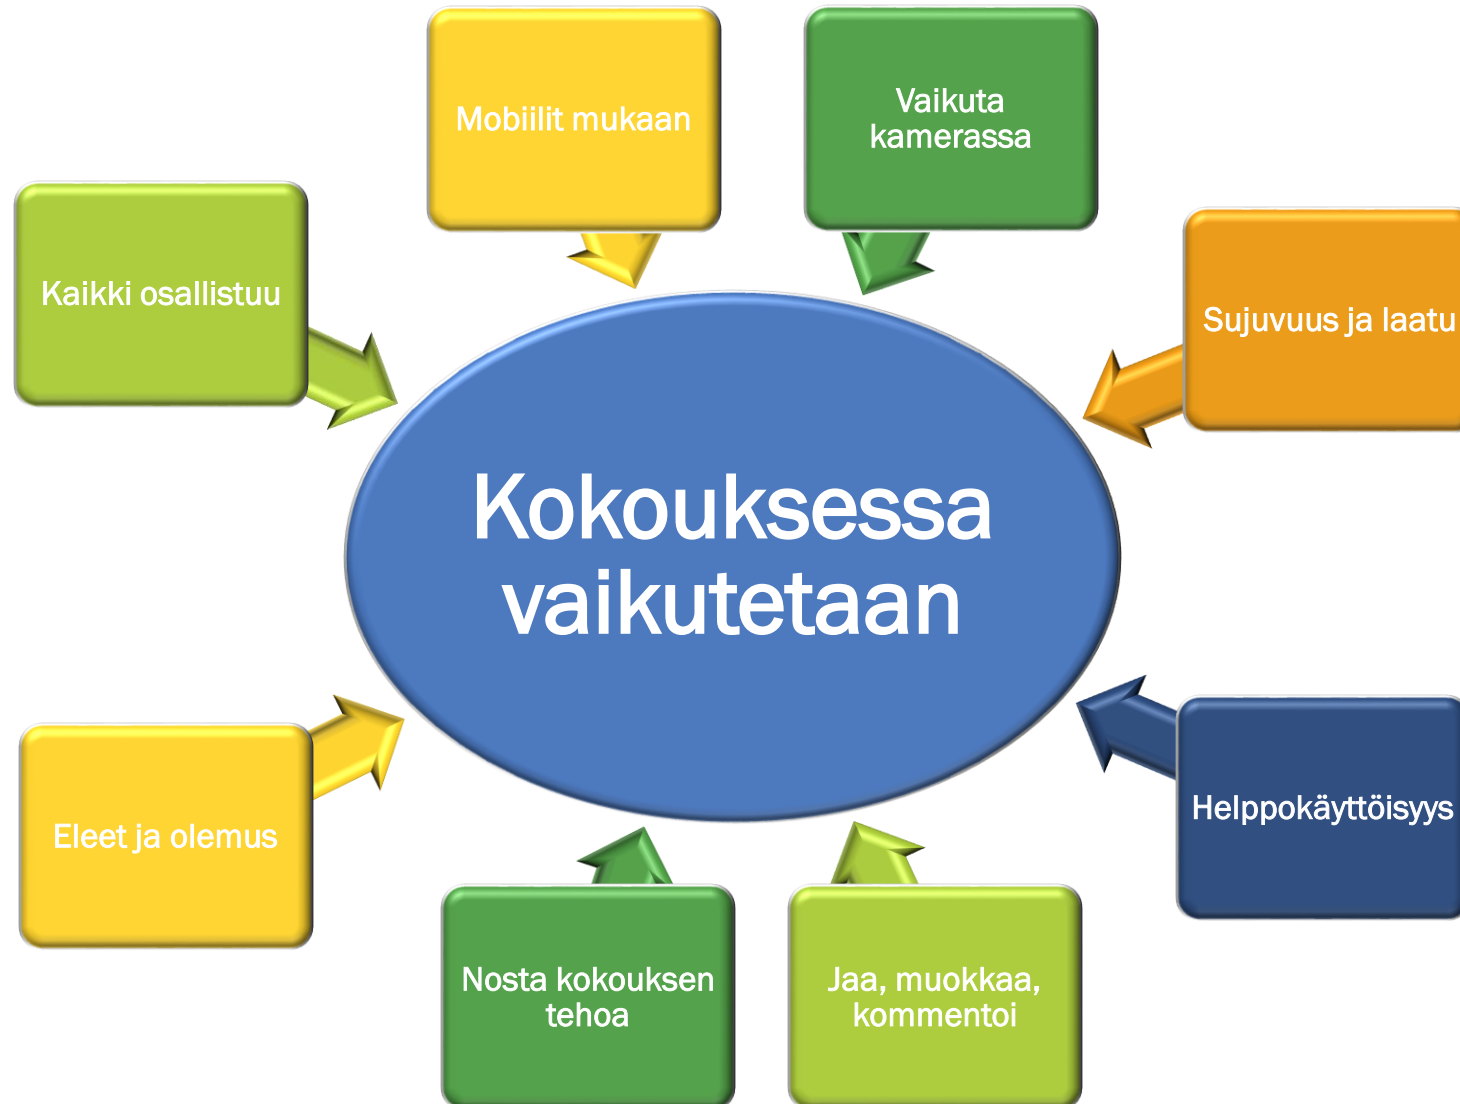 Mobiilit mukaan
Vaikuta
kamerassa
Kaikki osallistuu
Sujuvuus ja laatu
Kokouksessa
vaikutetaan
Helppokäyttöisyys
Eleet ja olemus
Nosta kokouksen
tehoa
Jaa, muokkaa,
kommentoi